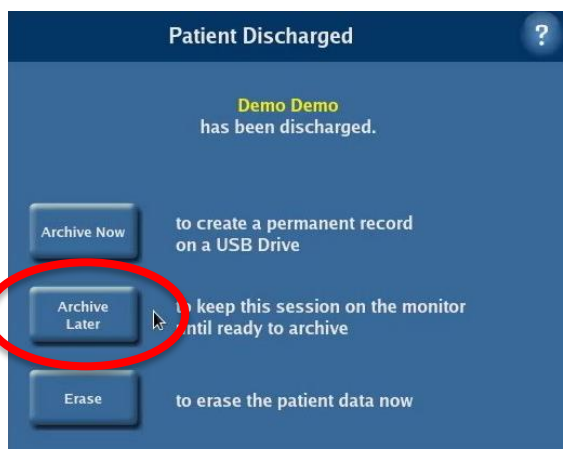 Patient Discharged
?
Demo Demo
has been discharged.
Archive Now
to create a permanent record
on a USB Drive
Archive
Later
to keep this session on the monitor
until ready to archive
Erase
to erase the patient data now